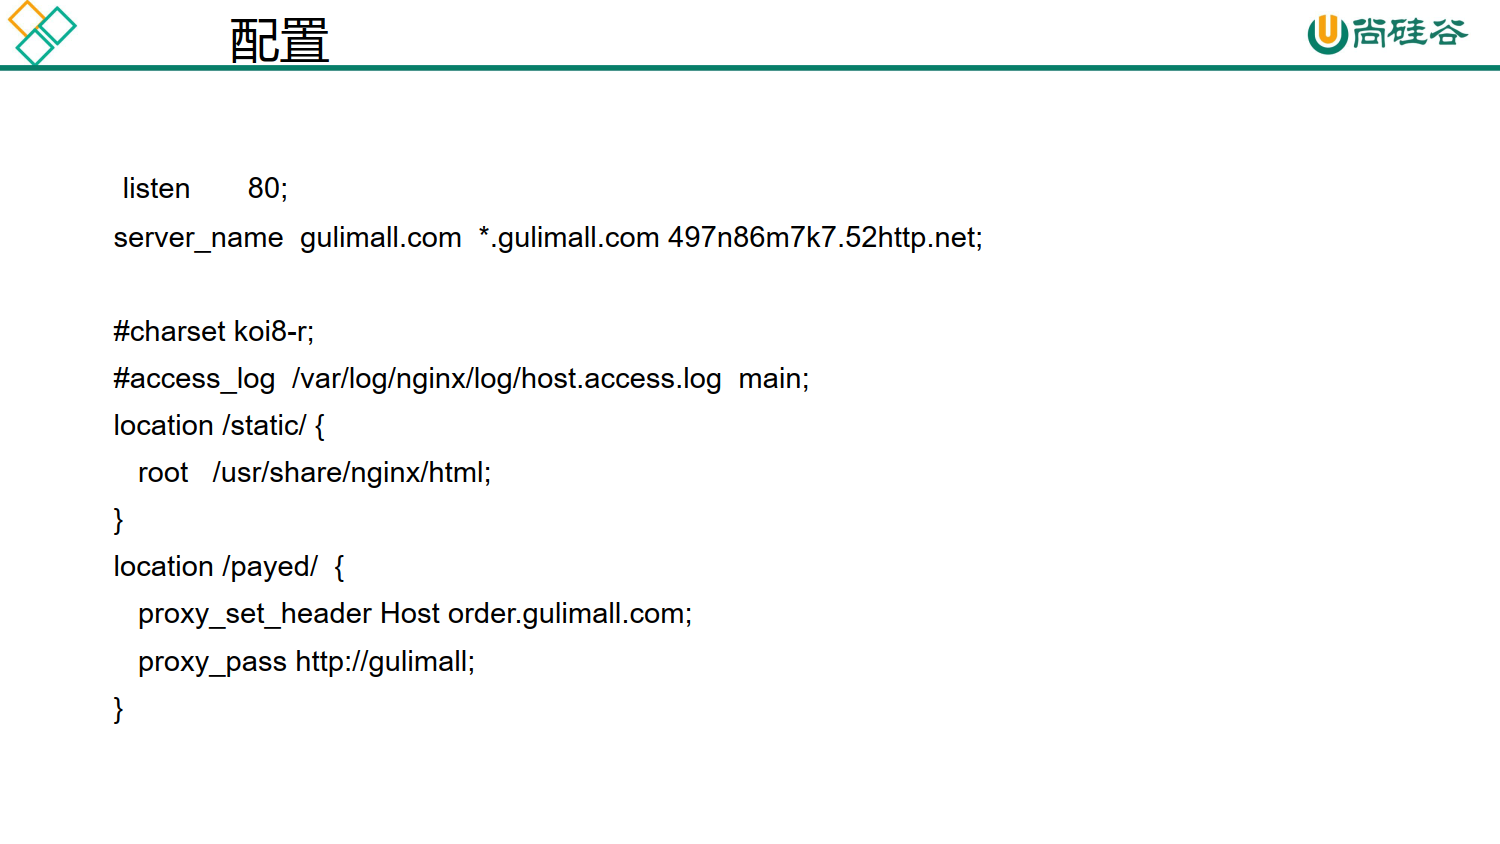 配置
尚硅谷
listen 80;
server_name gulimall.com *.gulimall.com 497n86m7k7.52http.net;
#charset koi8-r;
#access_log /var/log/nginx/log/host.access.log main;
location /static/ {
root /usr/share/nginx/html;
}
location /payed/ {
proxy_set_header Host order.gulimall.com;
proxy_pass http://gulimall;
}